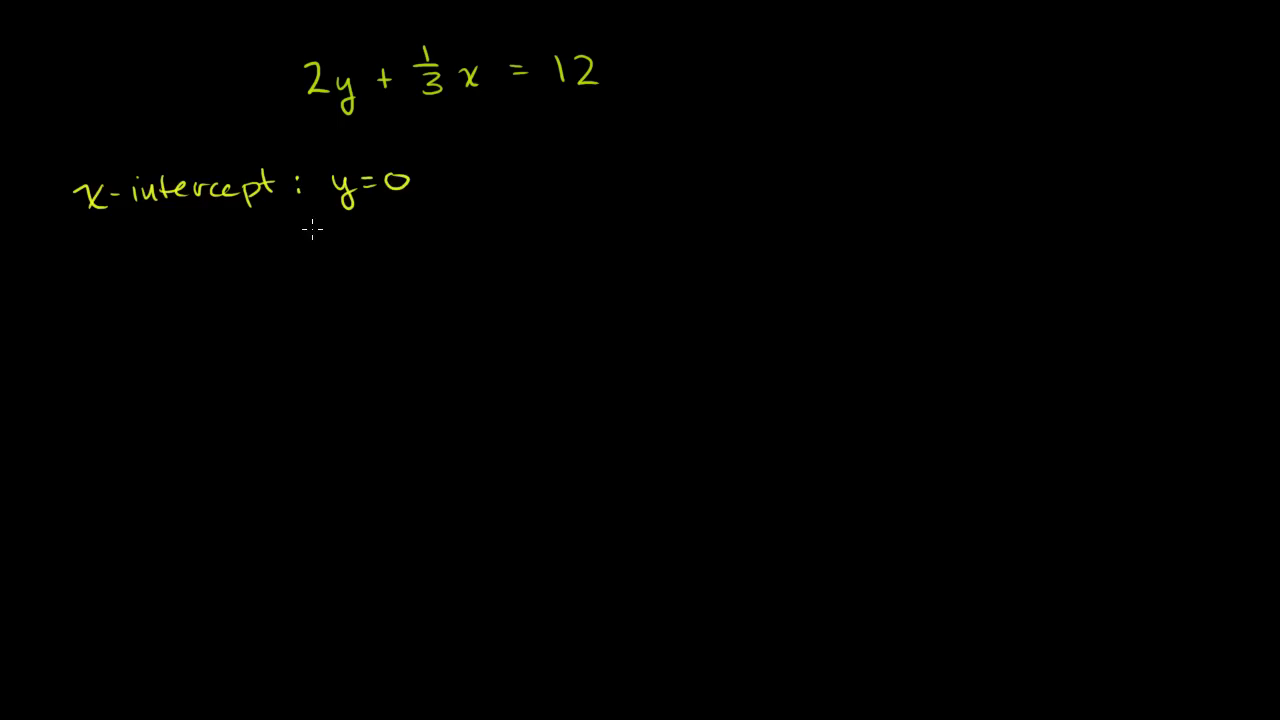 2y + 1/3 x = 12
x-intercept: y=0